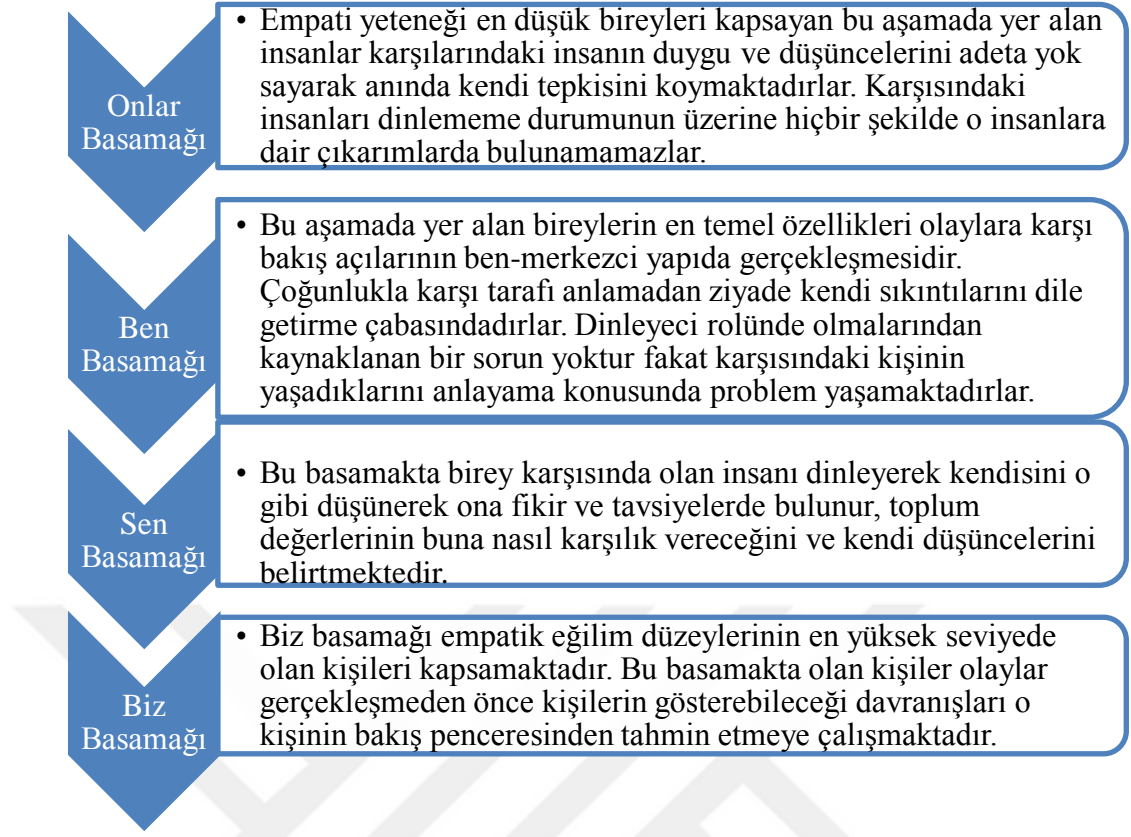 Onlar
Basamağı
• Empati yeteneği en düşük bireyleri kapsayan bu aşamada yer alan
insanlar karşılarındaki insanın duygu ve düşüncelerini adeta yok
sayarak anında kendi tepkisini koymaktadırlar. Karşısındaki
insanları dinlememe durumunun üzerine hiçbir şekilde o insanlara
dair çıkarımlarda bulunamamazlar.
Ben
Basamağı
• Bu aşamada yer alan bireylerin en temel özellikleri olaylara karşı
bakış açılarının ben-merkezci yapıda gerçekleşmesidir.
Çoğunlukla karşı tarafı anlamadan ziyade kendi sıkıntılarını dile
getirme çabasındadırlar. Dinleyeci rolünde olmalarından
kaynaklanan bir sorun yoktur fakat karşısındaki kişinin
yaşadıklarını anlayama konusunda problem yaşamaktadırlar.
Sen
Basamağı
• Bu basamakta birey karşısında olan insanı dinleyerek kendisini o
gibi düşünerek ona fikir ve tavsiyelerde bulunur, toplum
değerlerinin buna nasıl karşılık vereceğini ve kendi düşüncelerini
belirtmektedir.
Biz
Basamağı
• Biz basamağı empatik eğilim düzeylerinin en yüksek seviyede
olan kişileri kapsamaktadır. Bu basamakta olan kişiler olaylar
gerçekleşmeden önce kişilerin gösterebileceği davranışları o
kişinin bakış penceresinden tahmin etmeye çalışmaktadır.